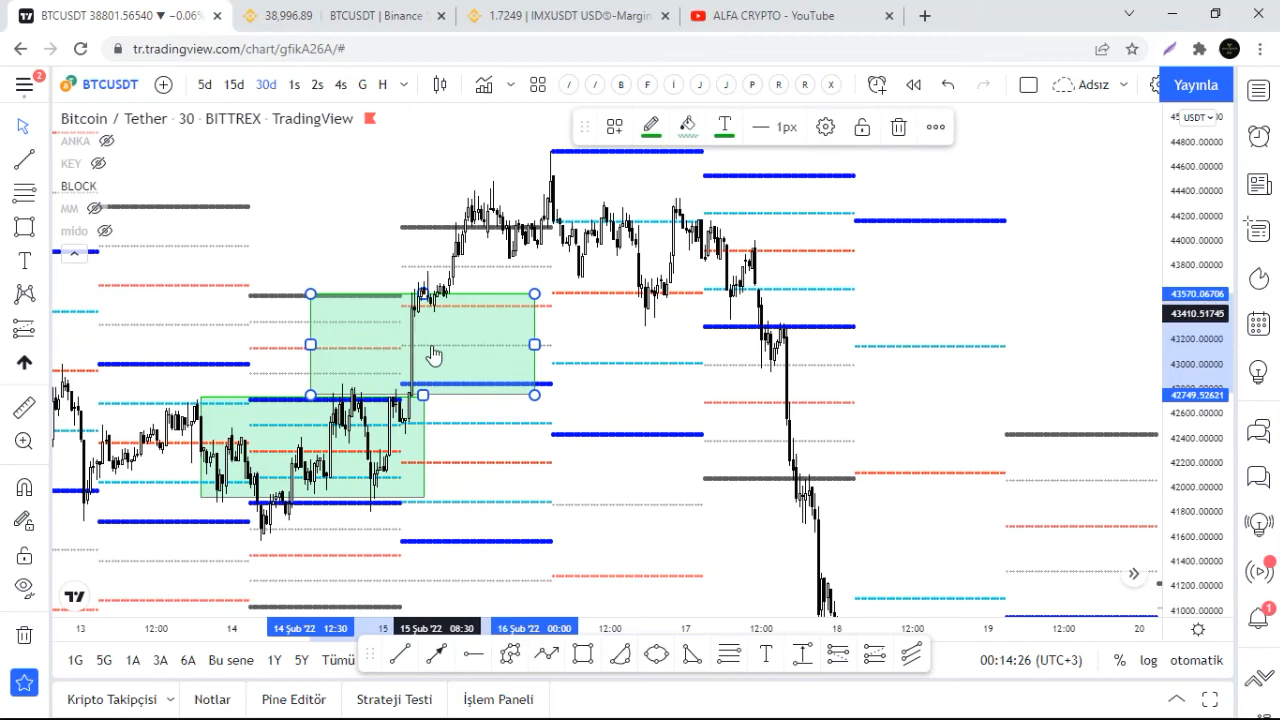 BTCUSDT 38801.56540 ▼ −0.06%
38,996.89 BTCUSDT | Binance
1.7249 | IMXUSDT USD®-Margin
ALFA CRYPTO - YouTube
tr.tradingview.com/chart/gfikA26A/#
2
BTCUSDT
5d 15d 30d 1s 2s 4s G H
B F i J J P R R X
Adsız
Yayınla
Bitcoin / Tether · 30 · BITTREX · TradingView
1px
USDT
ANKA
KEY
BLOCK
MM
mido
44800.00000
44600.00000
44400.00000
44200.00000
44000.00000
43800.00000
43410.51745
43200.00000
42749.52621
42600.00000
42400.00000
42200.00000
42000.00000
41800.00000
41600.00000
41400.00000
41200.00000
41000.00000
13 12:00 14 14 Şub '22 12:30 15 15 Şub '22 08:30 16 Şub '22 00:00 12:00 17 12:00 18 12:00 19 12:00 20
1G 5G 1A 3A 6A Bu sene 1Y 5Y Tümü
00:14:26 (UTC+3) % log otomatik
1
Kripto Takipçisi Notlar Pine Editör Strateji Testi İşlem Paneli